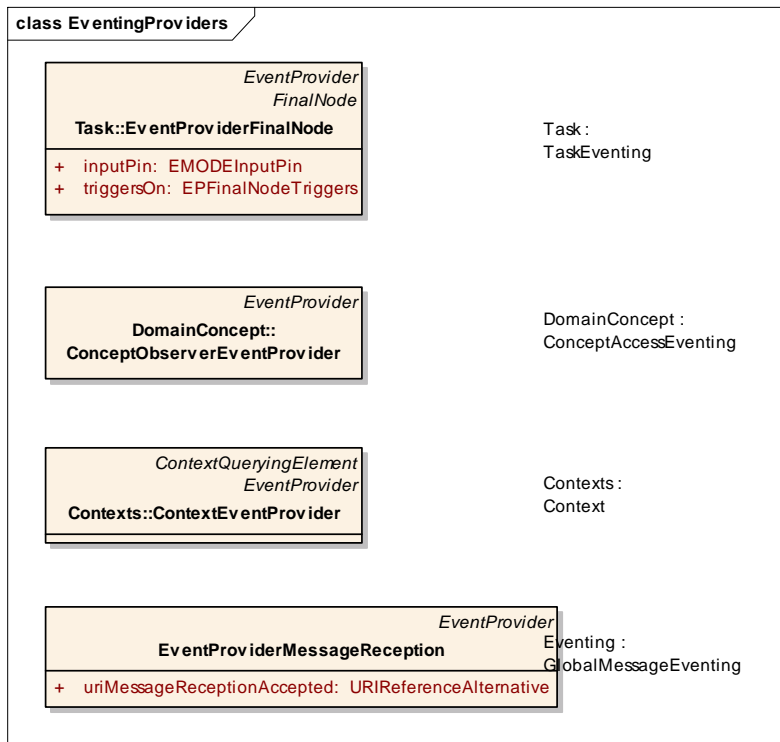 class EventingProviders
EventProvider
FinalNode
Task::EventProviderFinalNode
+ inputPin: EMODEInputPin
+ triggersOn: EPFinalNodeTriggers
Task :
TaskEventing
EventProvider
DomainConcept::
ConceptObserverEventProvider
DomainConcept :
ConceptAccessEventing
ContextQueryingElement
EventProvider
Contexts::ContextEventProvider
Contexts :
Context
EventProvider
EventProviderMessageReception
+ uriMessageReceptionAccepted: URIReferenceAlternative
Eventing :
GlobalMessageEventing